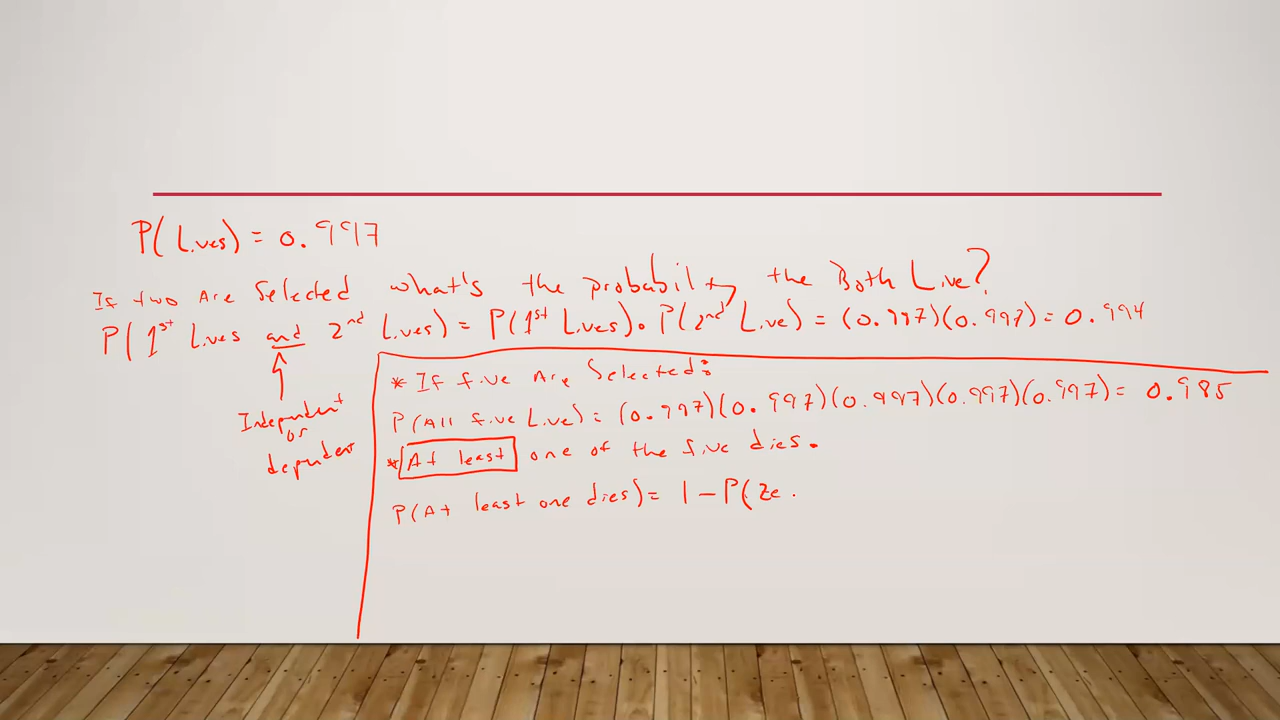 P(Lives) = 0.997
If two Are Selected what's the probability the Both Live?
P(1st Lives and 2nd Lives) = P(1st Lives) • P(2nd Live) = (0.997)(0.997) = 0.994
Independent
or
dependent
* If five Are Selected:
P(All five Live) = (0.997)(0.997)(0.997)(0.997)(0.997) = 0.985
* At least one of the five dies.
P(At least one dies) = 1 - P(Ze